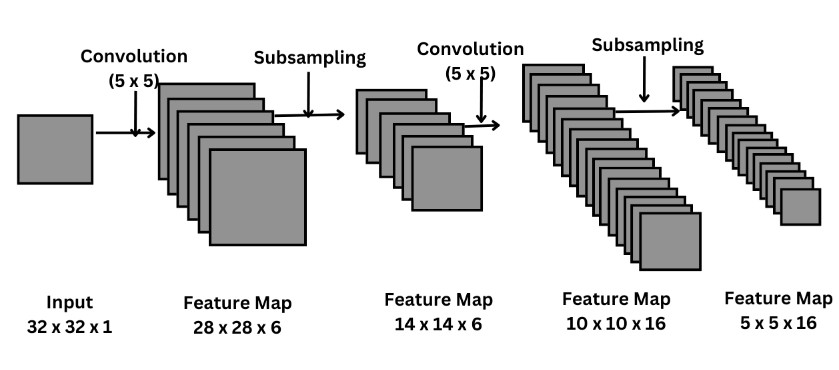 Convolution
(5 x 5)
Subsampling
Convolution
(5 x 5)
Subsampling
Input
32 x 32 x 1
Feature Map
28 x 28 x 6
Feature Map
14 x 14 x 6
Feature Map
10 x 10 x 16
Feature Map
5 x 5 x 16